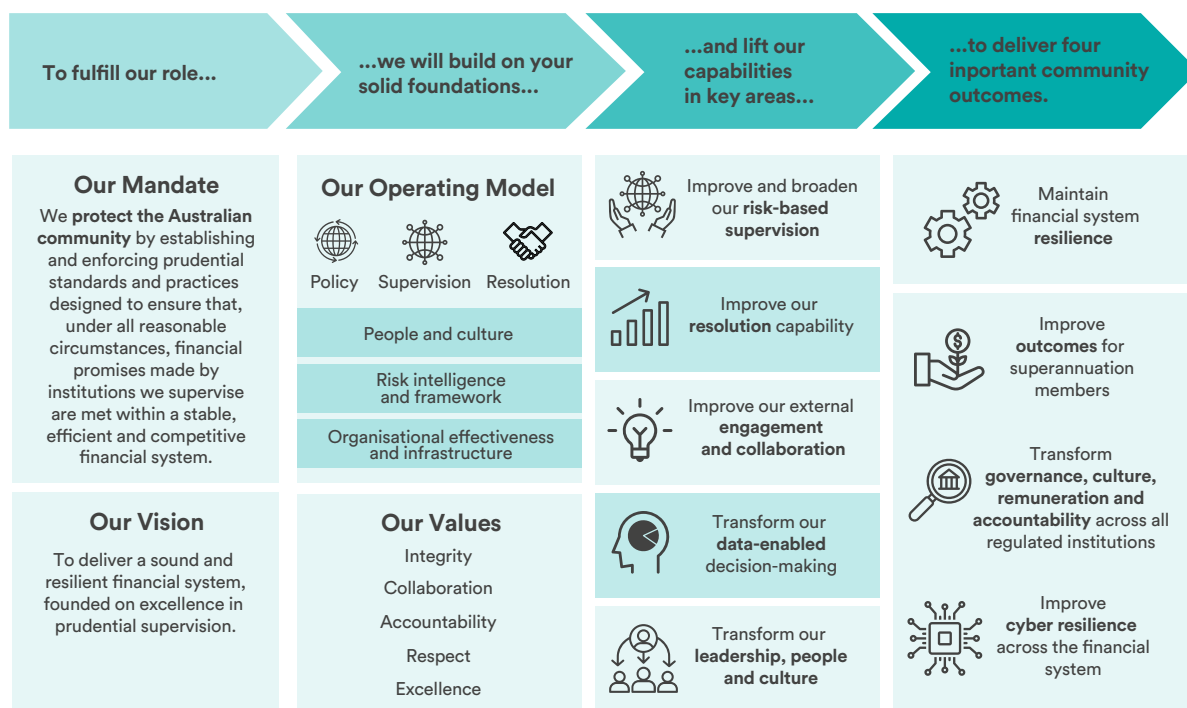 To fulfill our role...
...we will build on your
solid foundations...
...and lift our
capabilities
in key areas...
...to deliver four
inportant community
outcomes.
Our Mandate
We protect the Australian
community by establishing
and enforcing prudential
standards and practices
designed to ensure that,
under all reasonable
circumstances, financial
promises made by
institutions we supervise
are met within a stable,
efficient and competitive
financial system.
Our Vision
To deliver a sound and
resilient financial system,
founded on excellence in
prudential supervision.
Our Operating Model
Policy Supervision Resolution
People and culture
Risk intelligence
and framework
Organisational effectiveness
and infrastructure
Our Values
Integrity
Collaboration
Accountability
Respect
Excellence
Improve and broaden
our risk-based
supervision
Improve our
resolution capability
Improve our external
engagement
and collaboration
Transform our
data-enabled
decision-making
Transform our
leadership, people
and culture
Maintain
financial system
resilience
$
Improve
outcomes for
superannuation
members
Transform
governance, culture,
remuneration and
accountability across all
regulated institutions
Improve
cyber resilience
across the financial
system